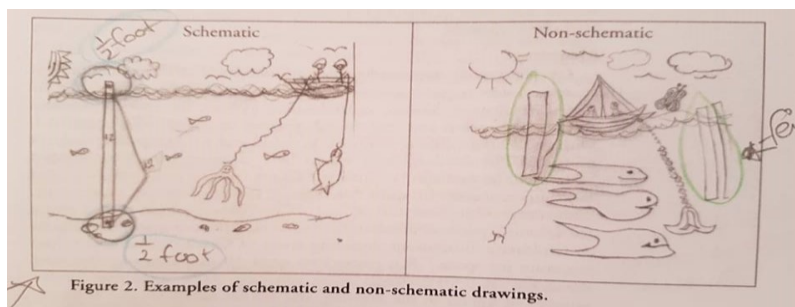 Schematic
Non-schematic
½ foot
½ foot
Figure 2. Examples of schematic and non-schematic drawings.